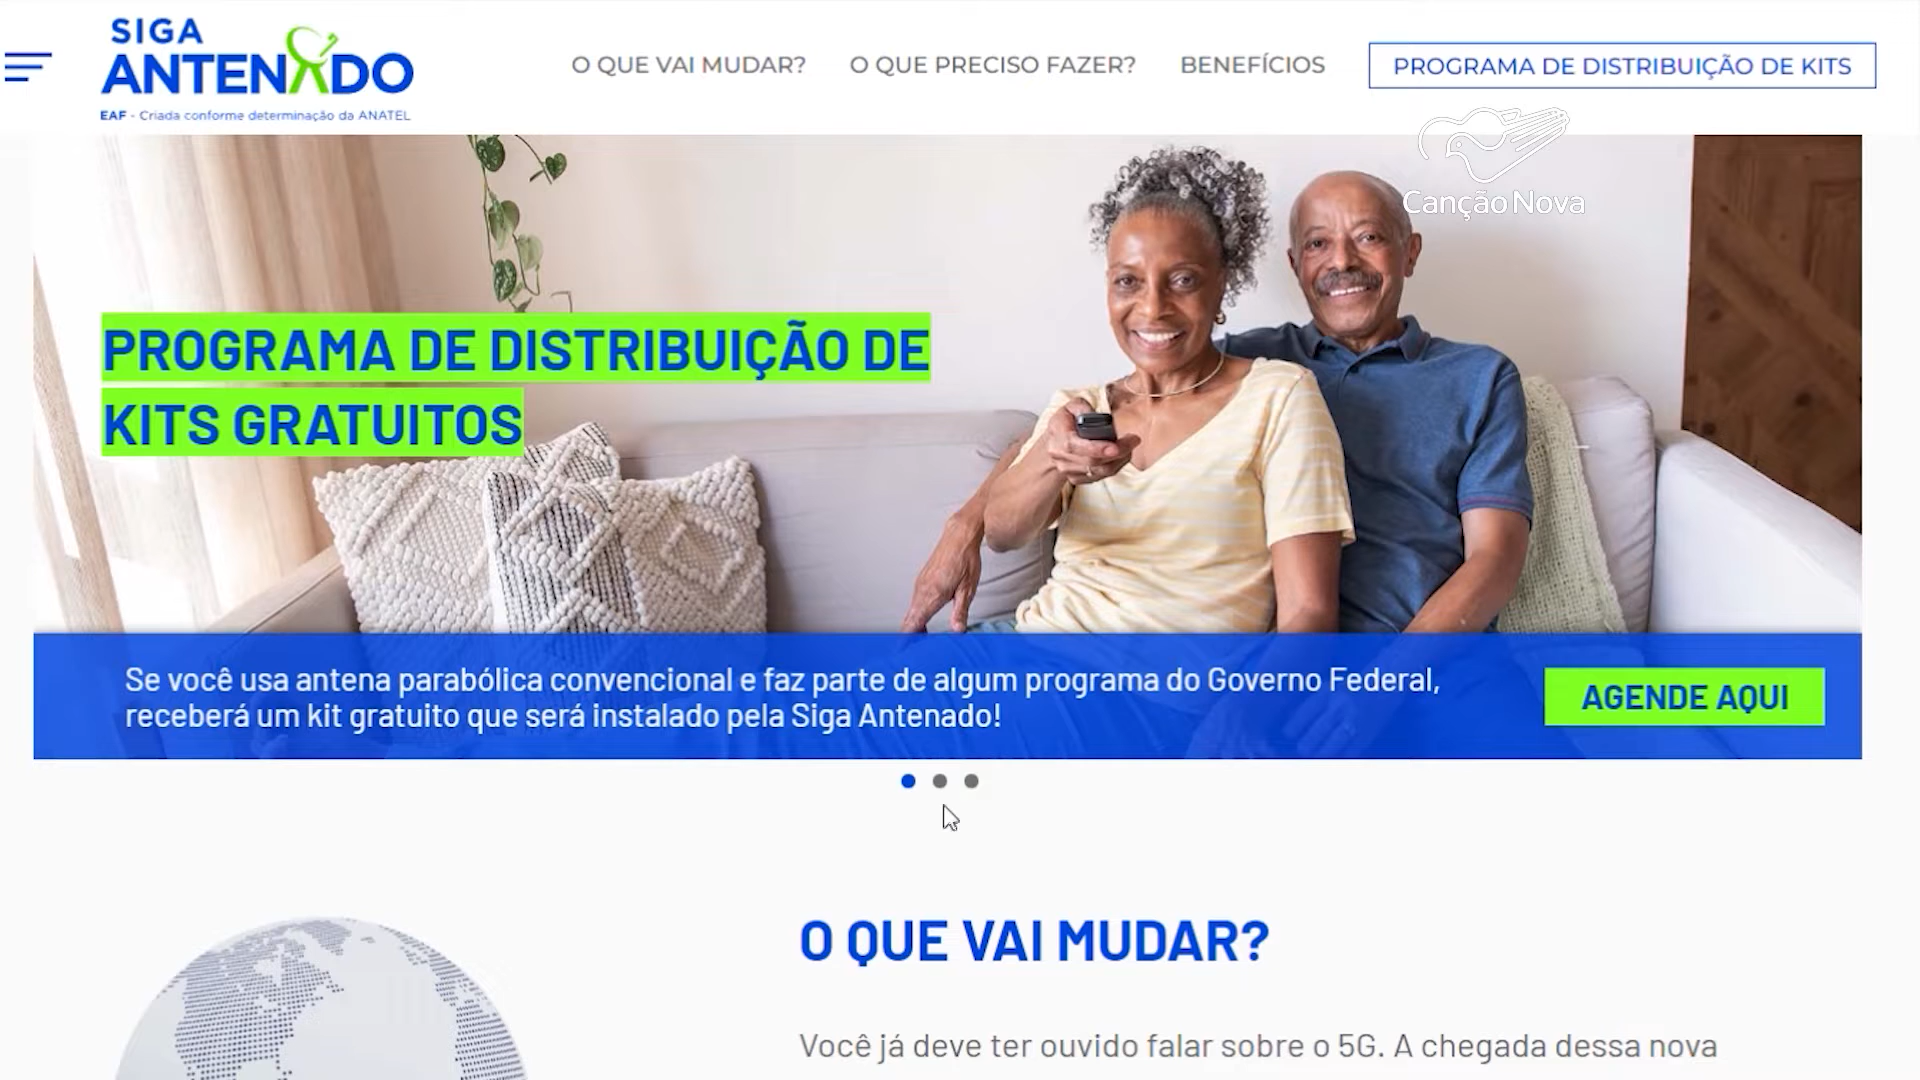 SIGA
ANTENADO
EAF - Criada conforme determinação da ANATEL
O QUE VAI MUDAR?
O QUE PRECISO FAZER?
BENEFÍCIOS
PROGRAMA DE DISTRIBUIÇÃO DE KITS
Canção Nova
PROGRAMA DE DISTRIBUIÇÃO DE
KITS GRATUITOS
Se você usa antena parabólica convencional e faz parte de algum programa do Governo Federal,
receberá um kit gratuito que será instalado pela Siga Antenado!
AGENDE AQUI
O QUE VAI MUDAR?
Você já deve ter ouvido falar sobre o 5G. A chegada dessa nova